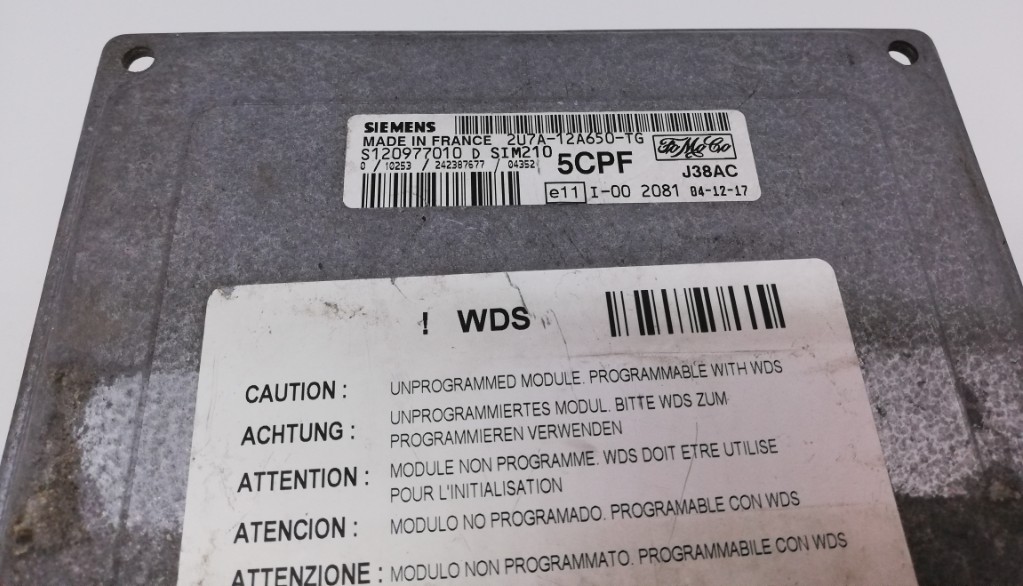 SIEMENS
MADE IN FRANCE 2U7A-12A650-TG
S120977010 D SIM210 5CPF FoMoCo
0 / 10253 / 242387677 / 04352 J38AC
e11 I-00 2081 04-12-17
! WDS
CAUTION : UNPROGRAMMED MODULE. PROGRAMMABLE WITH WDS
ACHTUNG : UNPROGRAMMIERTES MODUL. BITTE WDS ZUM
PROGRAMMIEREN VERWENDEN
ATTENTION : MODULE NON PROGRAMME. WDS DOIT ETRE UTILISE
POUR L'INITIALISATION
ATENCION : MODULO NO PROGRAMADO. PROGRAMABLE CON WDS
ATTENZIONE : MODULO NON PROGRAMMATO. PROGRAMMABILE CON WDS